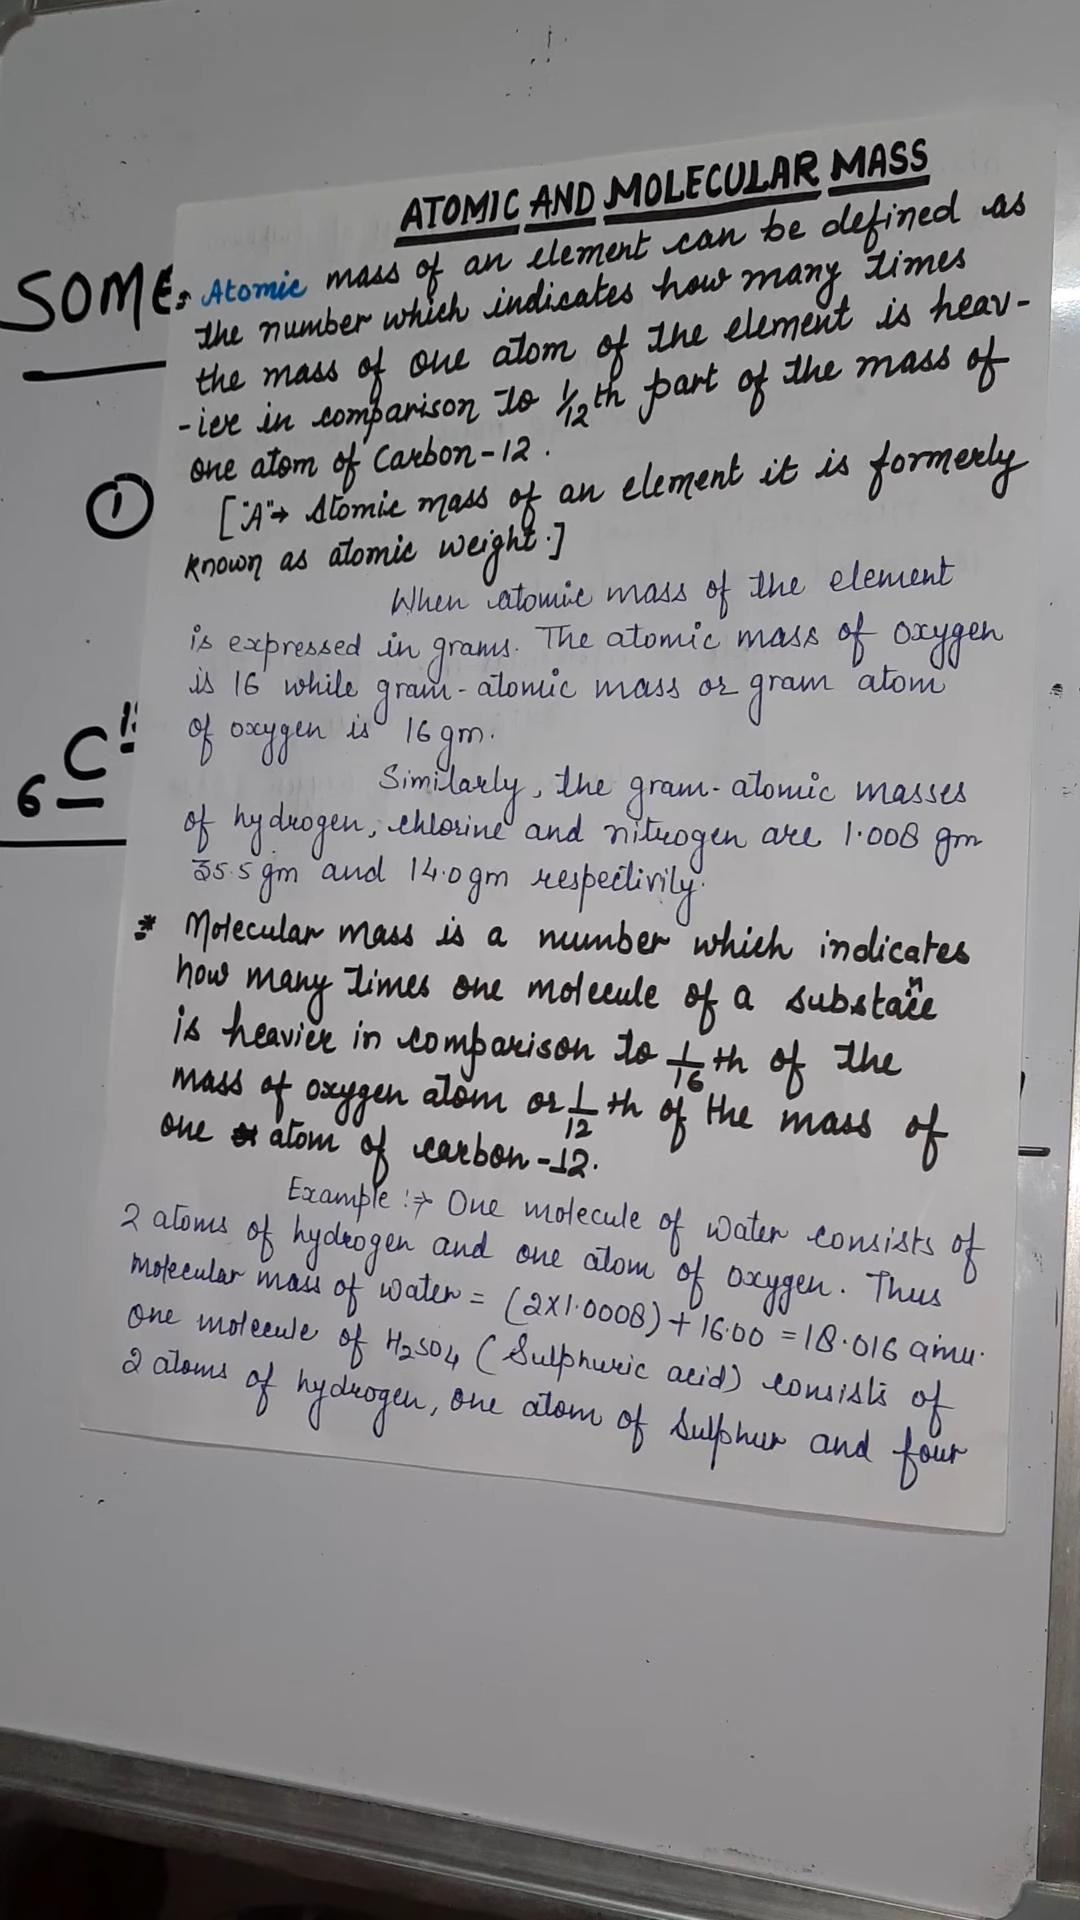 ATOMIC AND MOLECULAR MASS
SOME
* Atomic mass of an element can be defined as
the number which indicates how many times
the mass of one atom of the element is heav-
-ier in comparison to 1/12th part of the mass of
one atom of Carbon-12.
①
["A"→ Atomic mass of an element it is formerly
known as atomic weight.]
When atomic mass of the element
is expressed in grams. The atomic mass of oxygen
is 16 while gram-atomic mass or gram atom
of oxygen is 16 gm.
6 C
Similarly, the gram-atomic masses
of hydrogen, chlorine and nitrogen are 1.008 gm
35.5 gm and 14.0 gm respectivily.
* Molecular mass is a number which indicates
how many times one molecule of a substance
is heavier in comparison to 1/16 th of the
mass of oxygen atom or 1/12 th of the mass of
one atom of carbon-12.
Example :→ One molecule of water consists of
2 atoms of hydrogen and one atom of oxygen. Thus
molecular mass of water = (2x1.0008) + 16.00 = 18.016 amu.
One molecule of H2SO4 (Sulphuric acid) consists of
2 atoms of hydrogen, one atom of Sulphur and four